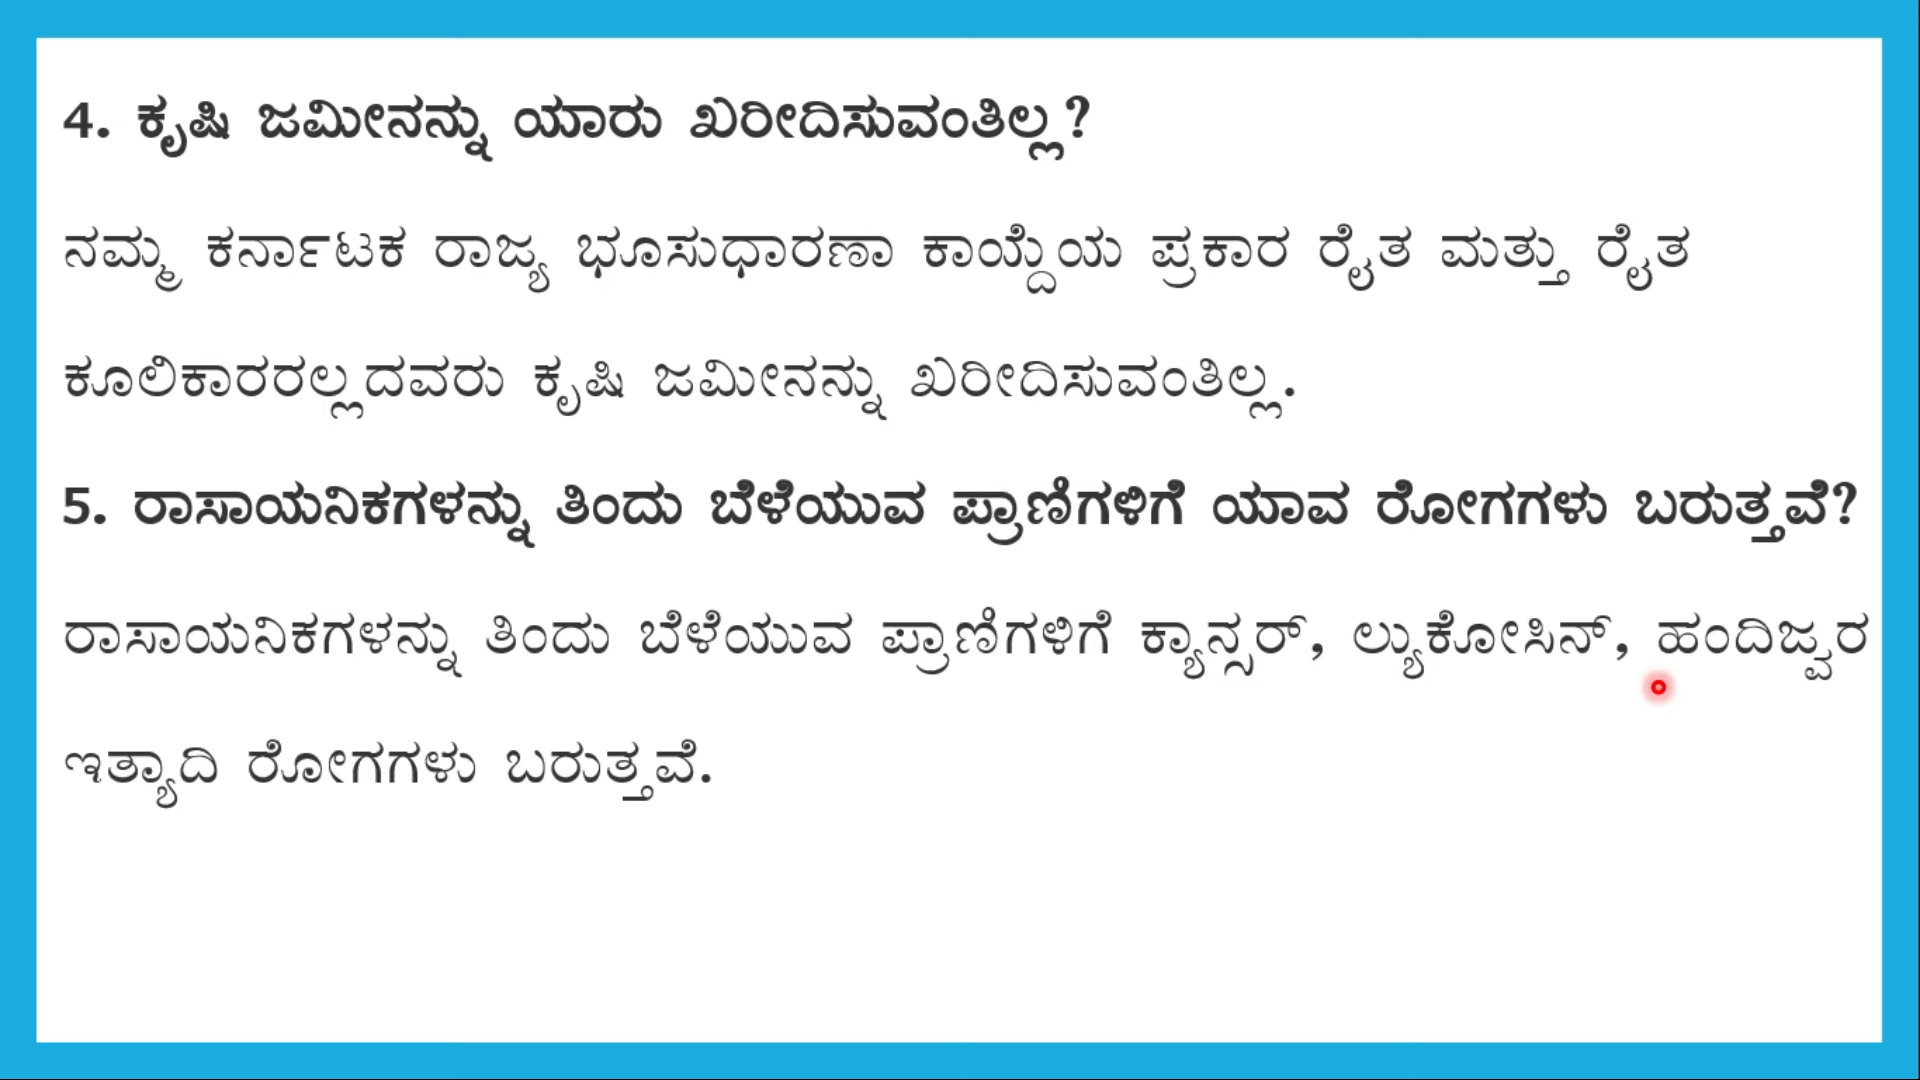 4. ಕೃಷಿ ಜಮೀನನ್ನು ಯಾರು ಖರೀದಿಸುವಂತಿಲ್ಲ?
ನಮ್ಮ ಕರ್ನಾಟಕ ರಾಜ್ಯ ಭೂಸುಧಾರಣಾ ಕಾಯ್ದೆಯ ಪ್ರಕಾರ ರೈತ ಮತ್ತು ರೈತ
ಕೂಲಿಕಾರರಲ್ಲದವರು ಕೃಷಿ ಜಮೀನನ್ನು ಖರೀದಿಸುವಂತಿಲ್ಲ.
5. ರಾಸಾಯನಿಕಗಳನ್ನು ತಿಂದು ಬೆಳೆಯುವ ಪ್ರಾಣಿಗಳಿಗೆ ಯಾವ ರೋಗಗಳು ಬರುತ್ತವೆ?
ರಾಸಾಯನಿಕಗಳನ್ನು ತಿಂದು ಬೆಳೆಯುವ ಪ್ರಾಣಿಗಳಿಗೆ ಕ್ಯಾನ್ಸರ್, ಲ್ಯುಕೋಸಿನ್, ಹಂದಿಜ್ವರ
ಇತ್ಯಾದಿ ರೋಗಗಳು ಬರುತ್ತವೆ.